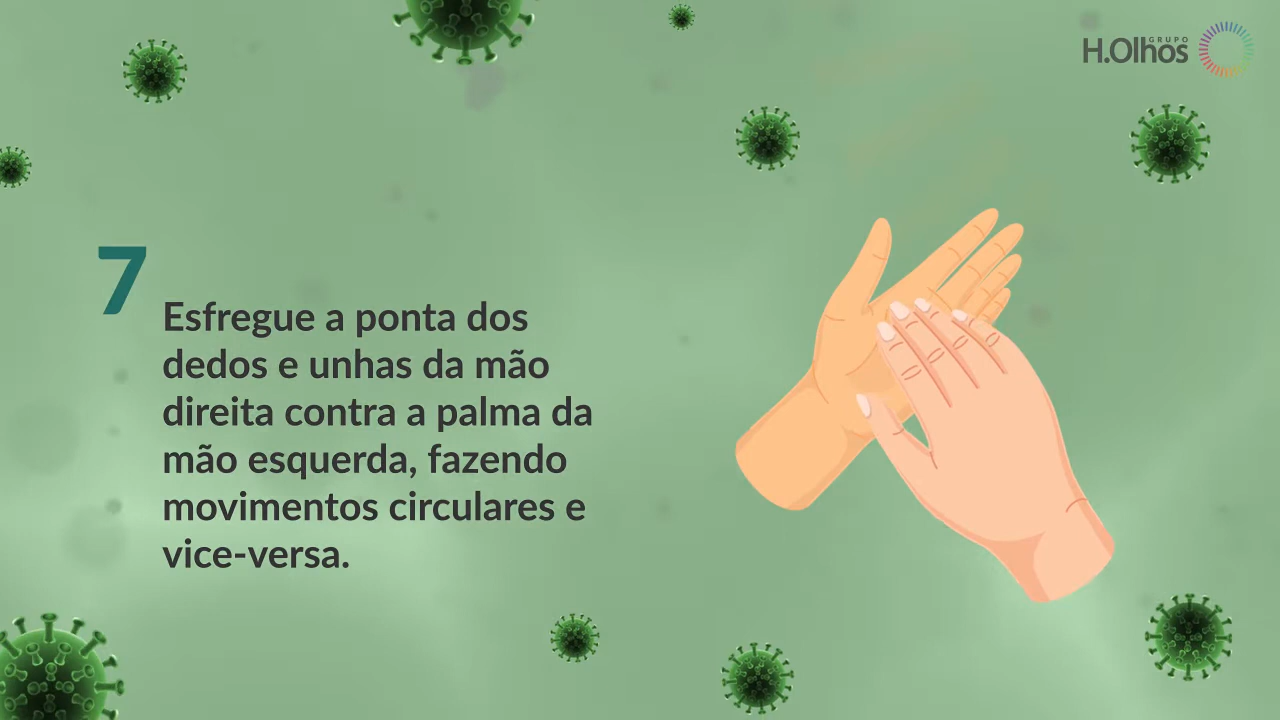 GRUPO
H.Olhos
7
Esfregue a ponta dos
dedos e unhas da mão
direita contra a palma da
mão esquerda, fazendo
movimentos circulares e
vice-versa.